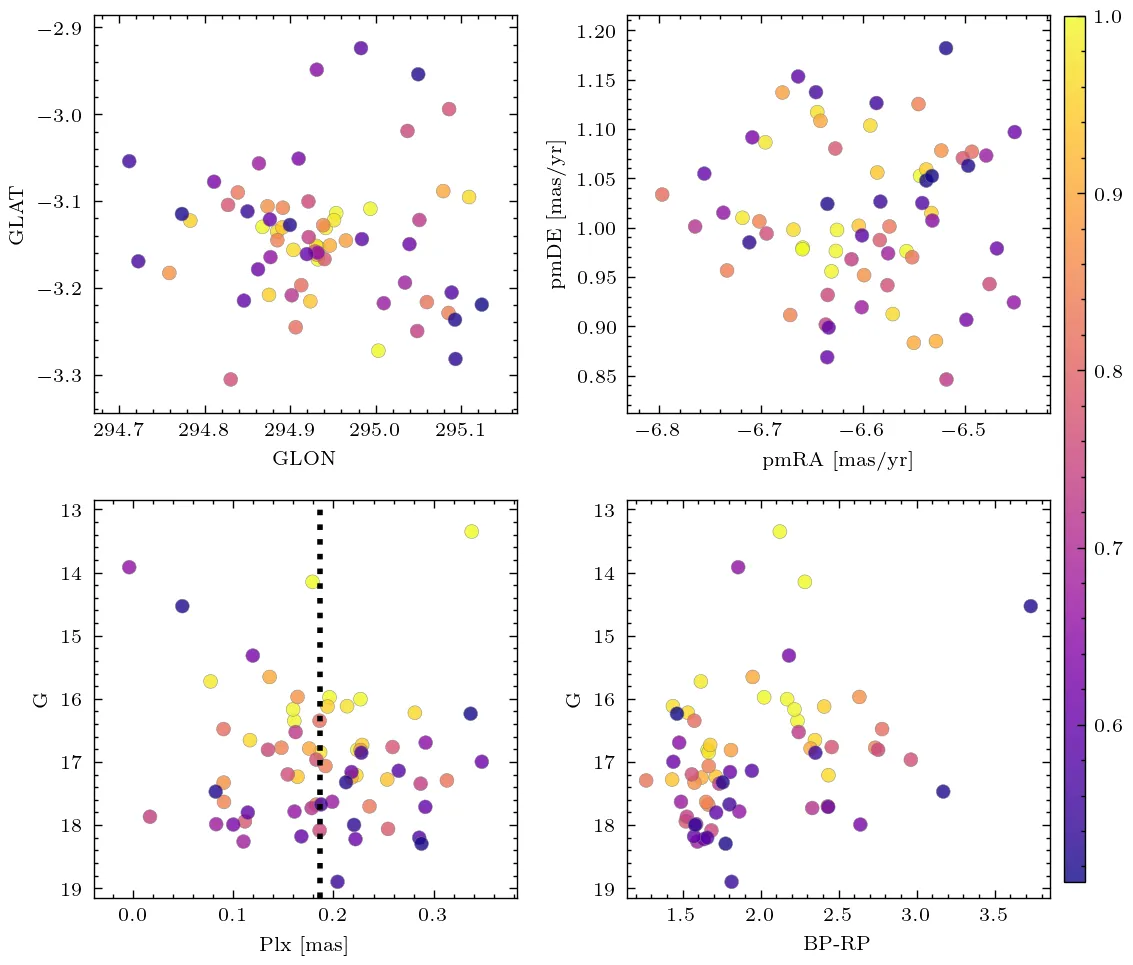 −2.9
−3.0
−3.1
−3.2
−3.3
GLAT
294.7 294.8 294.9 295.0 295.1
GLON
1.20
1.15
1.10
1.05
1.00
0.95
0.90
0.85
pmDE [mas/yr]
−6.8 −6.7 −6.6 −6.5
pmRA [mas/yr]
1.0
0.9
0.8
0.7
0.6
13
14
15
16
17
18
19
G
0.0 0.1 0.2 0.3
Plx [mas]
13
14
15
16
17
18
19
G
1.5 2.0 2.5 3.0 3.5
BP-RP